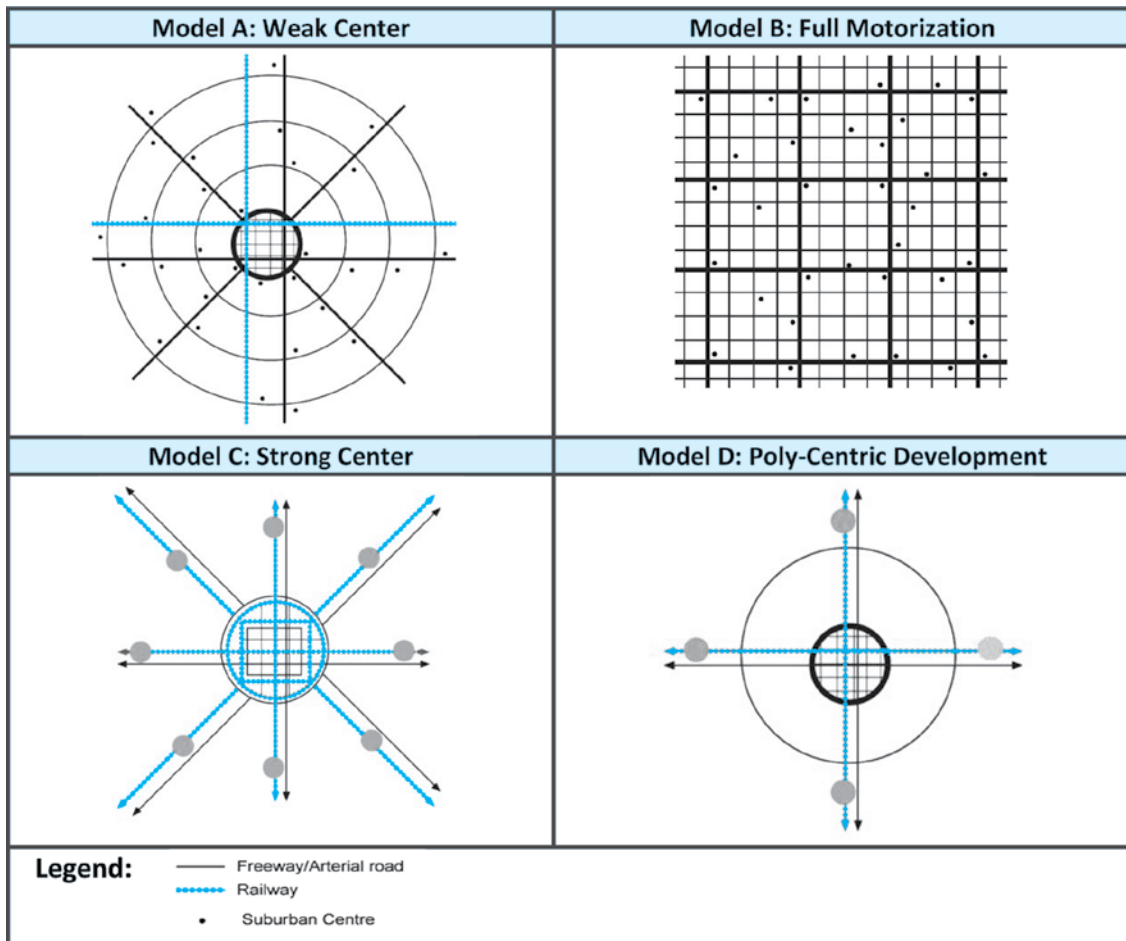 Model A: Weak Center
Model B: Full Motorization
Model C: Strong Center
Model D: Poly-Centric Development
Legend:
Freeway/Arterial road
Railway
Suburban Centre